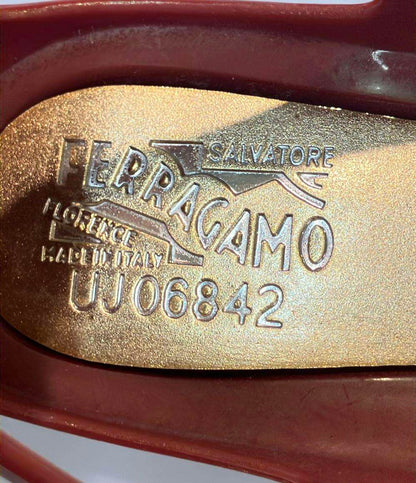 SALVATORE
FERRAGAMO
FLORENCE
MADE IN ITALY
UJ06842